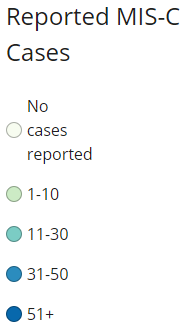 Reported MIS-C
Cases
No
cases
reported
1-10
11-30
31-50
51+